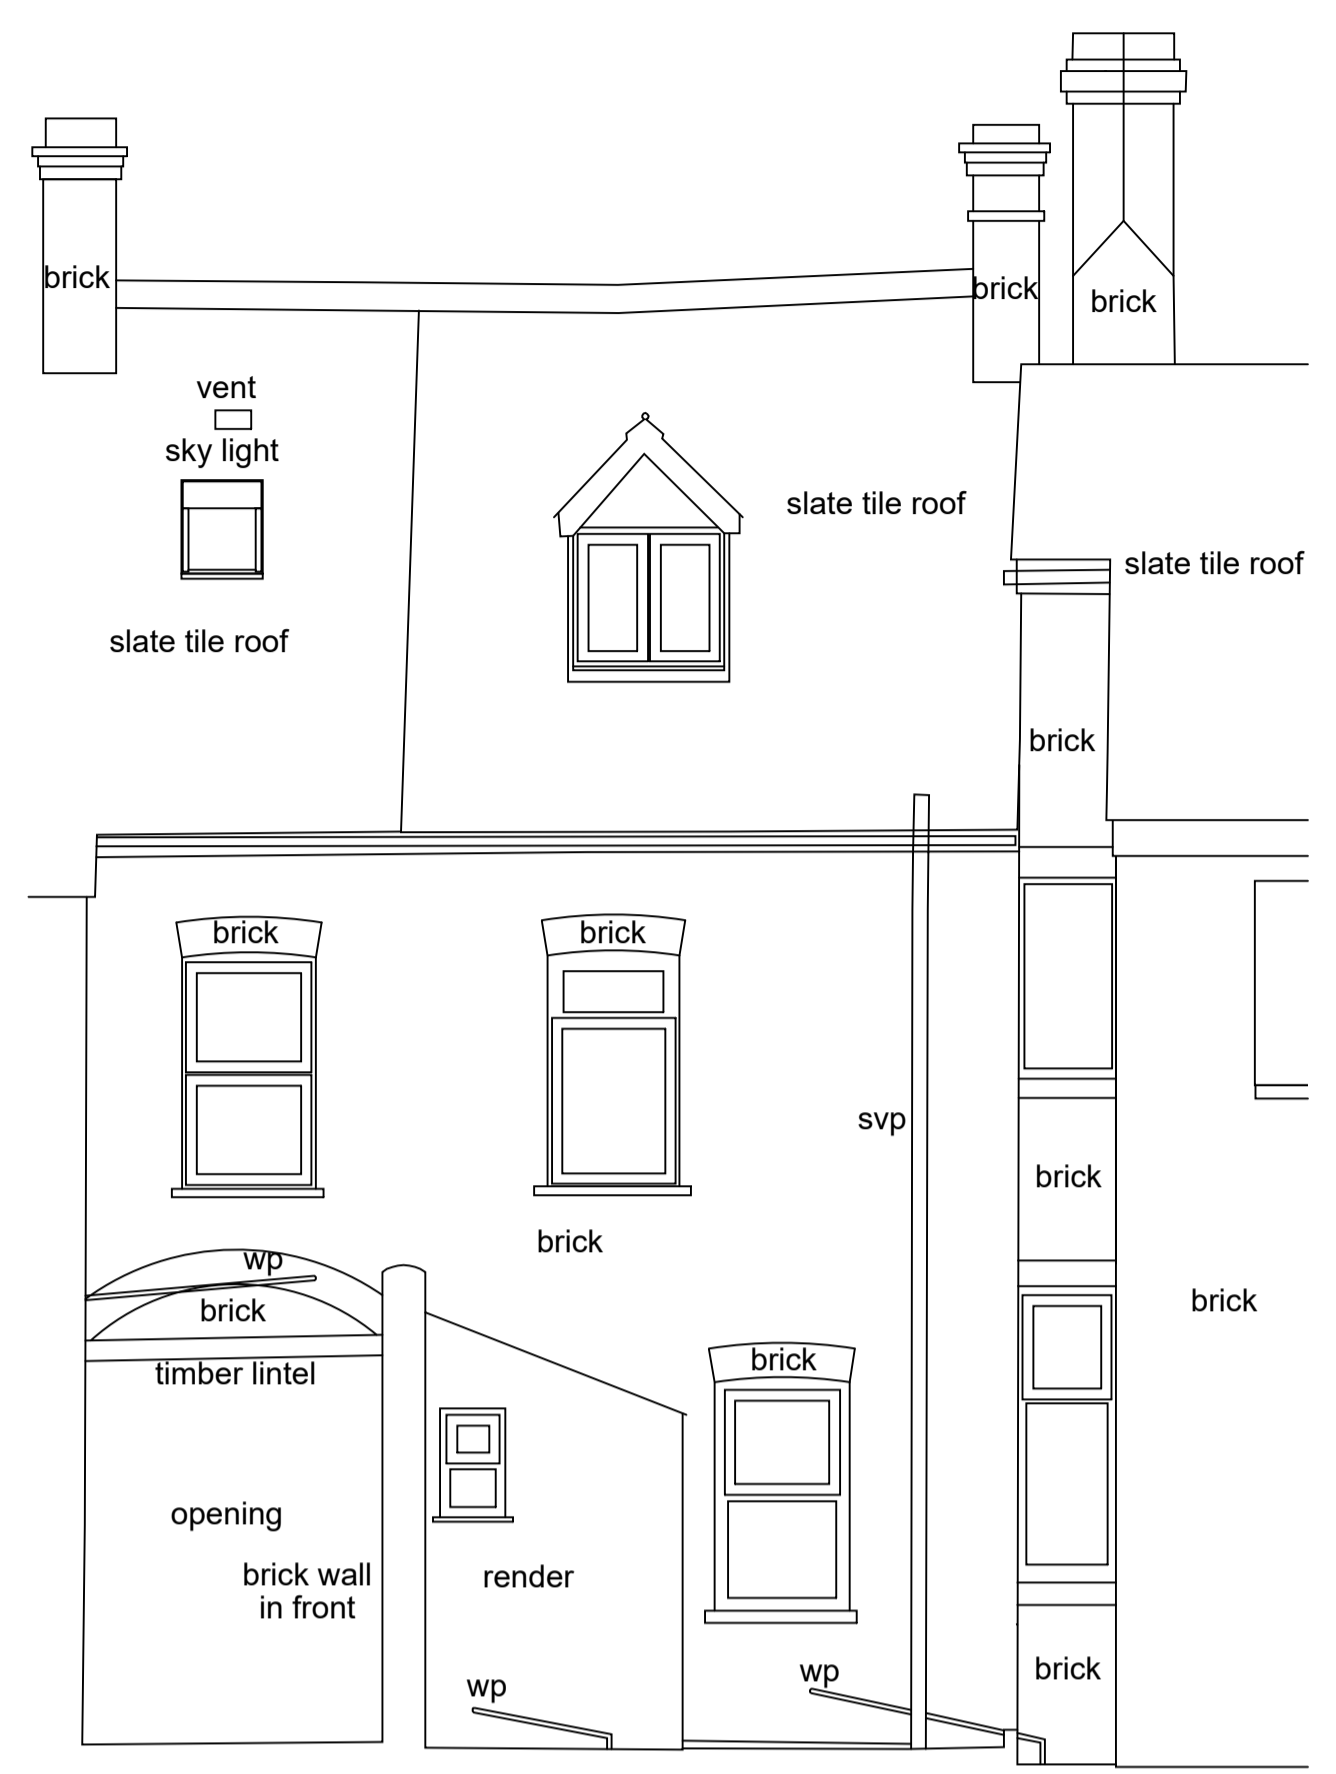 brick
brick
brick
vent
sky light
slate tile roof
slate tile roof
slate tile roof
brick
brick
brick
svp
brick
brick
wp
brick
brick
timber lintel
brick
opening
brick wall
in front
render
wp
wp
brick